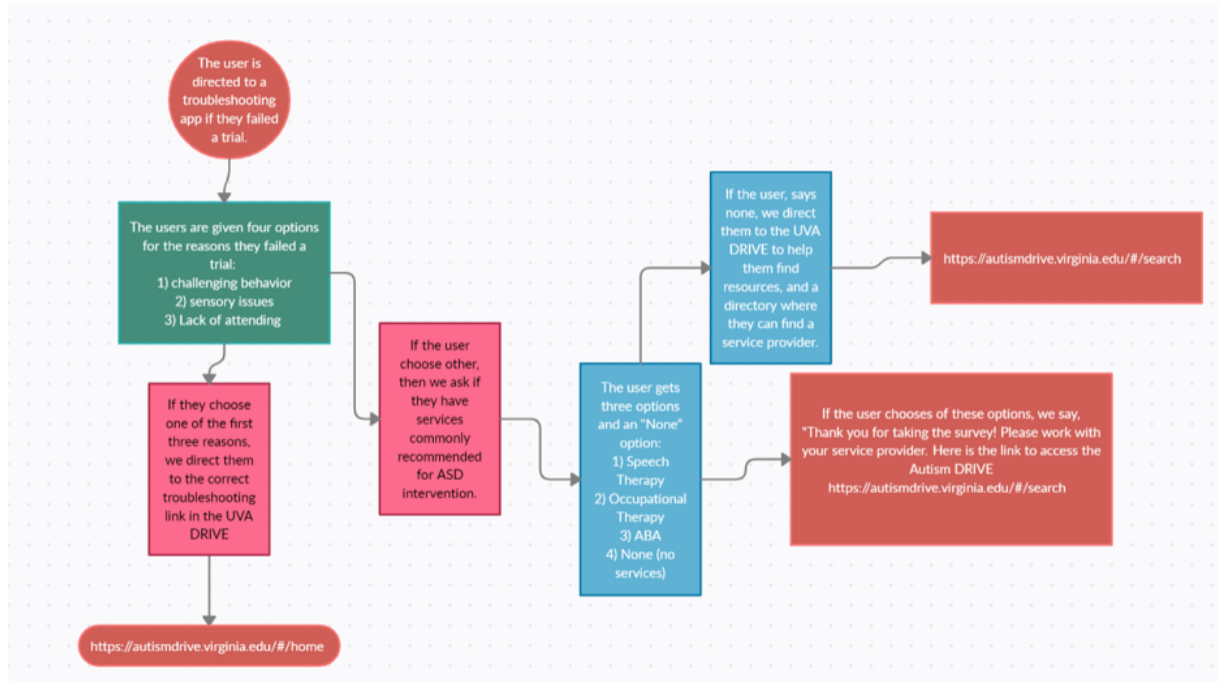 The user is
directed to a
troubleshooting
app if they failed
a trial.
The users are given four options
for the reasons they failed a
trial:
1) challenging behavior
2) sensory issues
3) Lack of attending
If they choose
one of the first
three reasons,
we direct them
to the correct
troubleshooting
link in the UVA
DRIVE
https://autismdrive.virginia.edu/#/home
If the user
choose other,
then we ask if
they have
services
commonly
recommended
for ASD
intervention.
The user gets
three options
and an "None"
option:
1) Speech
Therapy
2) Occupational
Therapy
3) ABA
4) None (no
services)
If the user, says
none, we direct
them to the UVA
DRIVE to help
them find
resources, and a
directory where
they can find a
service provider.
https://autismdrive.virginia.edu/#/search
If the user chooses of these options, we say,
"Thank you for taking the survey! Please work with
your service provider. Here is the link to access the
Autism DRIVE
https://autismdrive.virginia.edu/#/search